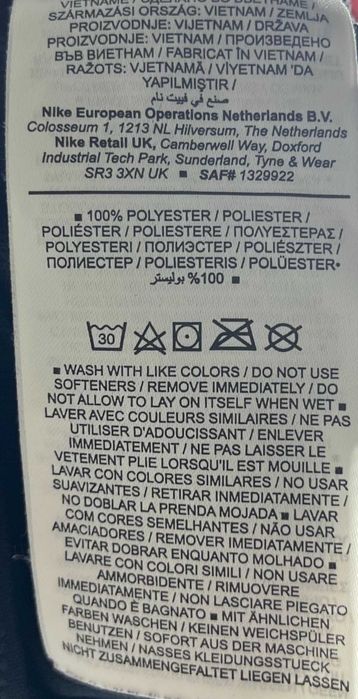 SZÁRMAZÁSI ORSZÁG: VIETNAM / ZEMLJA
PROIZVODNJE: VIJETNAM / DRŽAVA
PROIZVODNJE: VIETNAM / ПРОИЗВЕДЕНО
ВЪВ ВИЕТНАМ / FABRICAT ÎN VIETNAM /
RAŽOTS: VJETNAMĀ / VİYETNAM 'DA
YAPILMIŞTIR /
صنع في فييت نام
Nike European Operations Netherlands B.V.
Colosseum 1, 1213 NL Hilversum, The Netherlands
Nike Retail UK, Camberwell Way, Doxford
Industrial Tech Park, Sunderland, Tyne & Wear
SR3 3XN UK ■ SAF# 1329922
■ 100% POLYESTER / POLIESTER /
POLIÉSTER / POLIESTERE / ΠΟΛΥΕΣΤΕΡΑΣ /
POLYESTERI / ПОЛИЭСТЕР / POLIÉSZTER /
ПОЛИЕСТЕР / POLIESTERIS / POLÜESTER•
%100 بوليستر ■
30
■ WASH WITH LIKE COLORS / DO NOT USE
SOFTENERS / REMOVE IMMEDIATELY / DO
NOT ALLOW TO LAY ON ITSELF WHEN WET ■
LAVER AVEC COULEURS SIMILAIRES / NE PAS
UTILISER D'ADOUCISSANT / ENLEVER
IMMEDIATEMENT / NE PAS LAISSER LE
VETEMENT PLIE LORSQU'IL EST MOUILLE ■
LAVAR CON COLORES SIMILARES / NO USAR
SUAVIZANTES / RETIRAR INMEDIATAMENTE /
NO DOBLAR LA PRENDA MOJADA ■ LAVAR
COM CORES SEMELHANTES / NÃO USAR
AMACIADORES / REMOVER IMEDIATAMENTE /
EVITAR DOBRAR ENQUANTO MOLHADO ■
LAVARE CON COLORI SIMILI / NON USARE
AMMORBIDENTE / RIMUOVERE
IMMEDIATAMENTE / NON LASCIARE PIEGATO
QUANDO È BAGNATO ■ MIT ÄHNLICHEN
FARBEN WASCHEN / KEINEN WEICHSPÜLER
BENUTZEN / SOFORT AUS DER MASCHINE
NEHMEN / NASSES KLEIDUNGSSTUECK
NICHT ZUSAMMENGEFALTET LIEGEN LASSEN